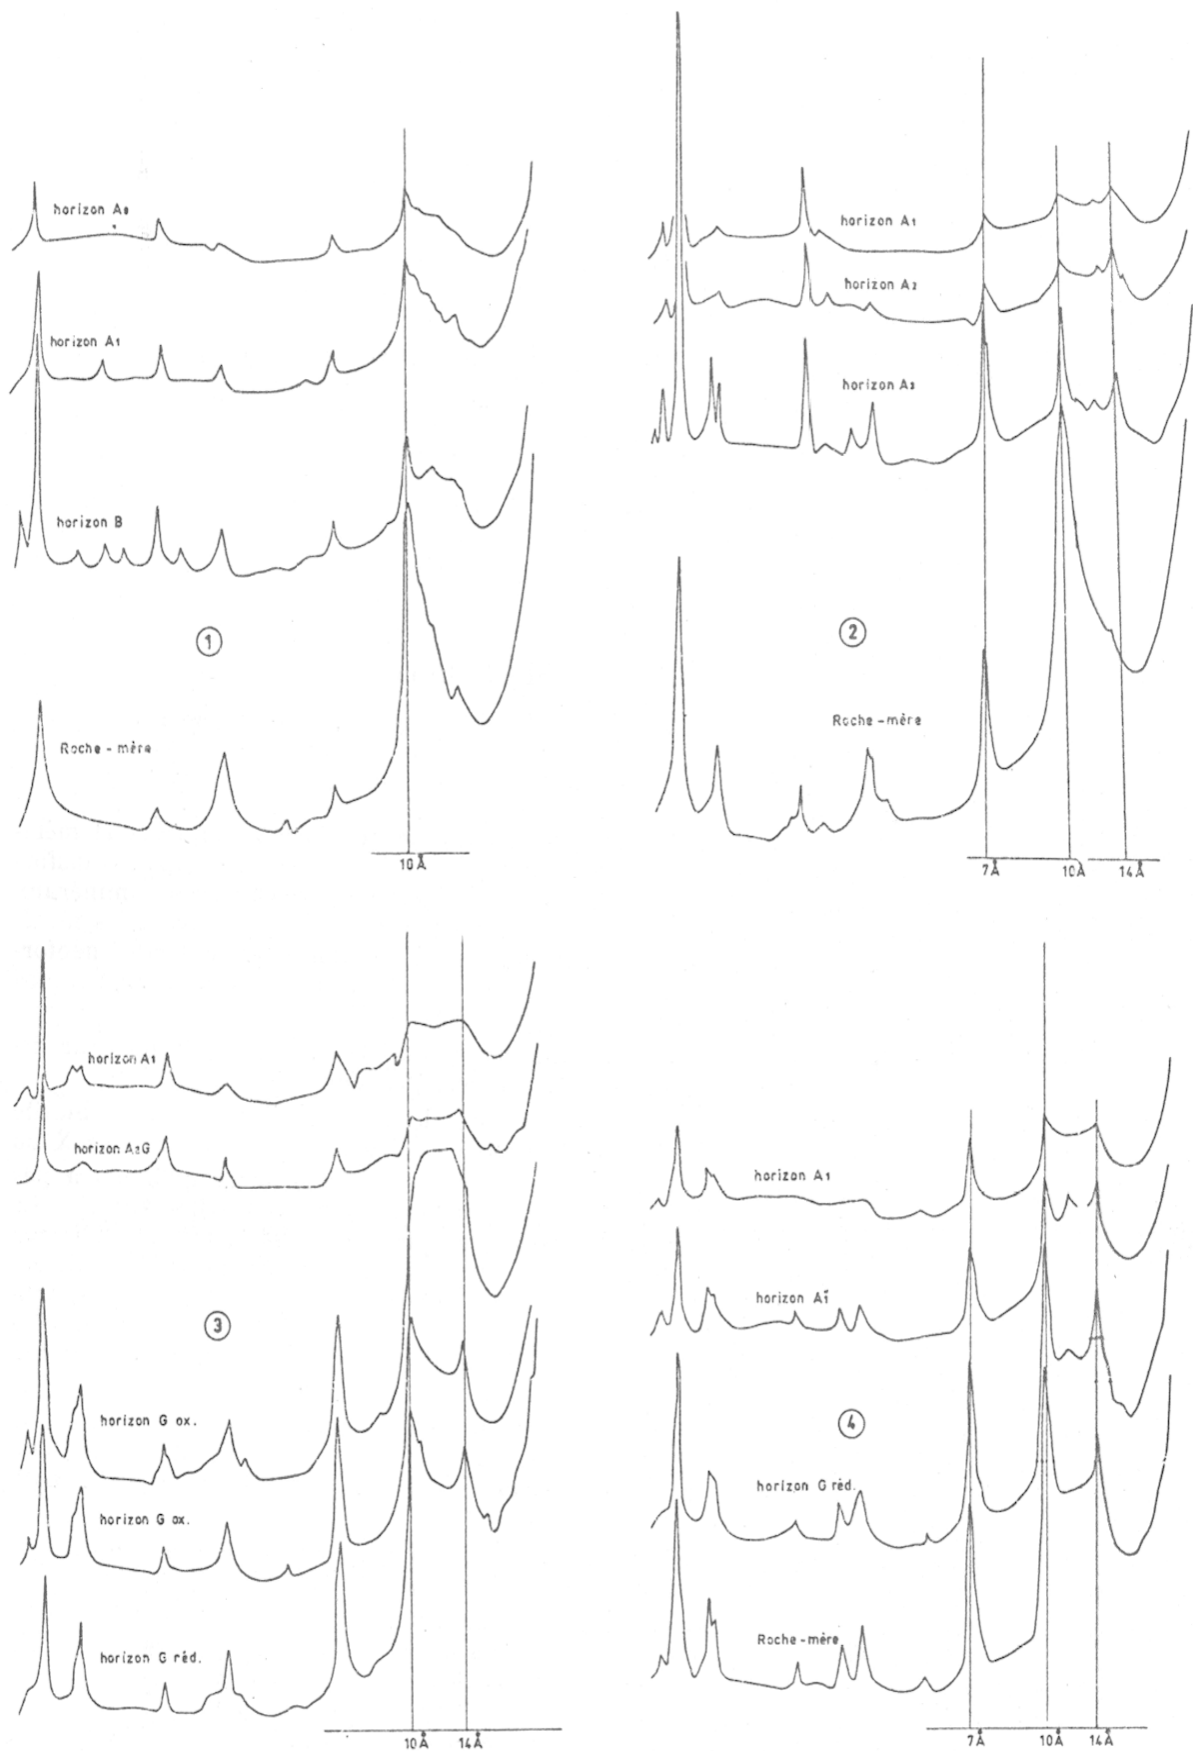 horizon A₀
horizon A₁
horizon B
1
Roche - mère
10 Å
horizon A₁
horizon A₂
horizon A₃
2
Roche - mère
7 Å 10 Å 14 Å
horizon A₁
horizon A₂G
3
horizon G ox.
horizon G ox.
horizon G réd.
10 Å 14 Å
horizon A₁
horizon A₁̄
4
horizon G réd.
Roche - mère
7 Å 10 Å 14 Å